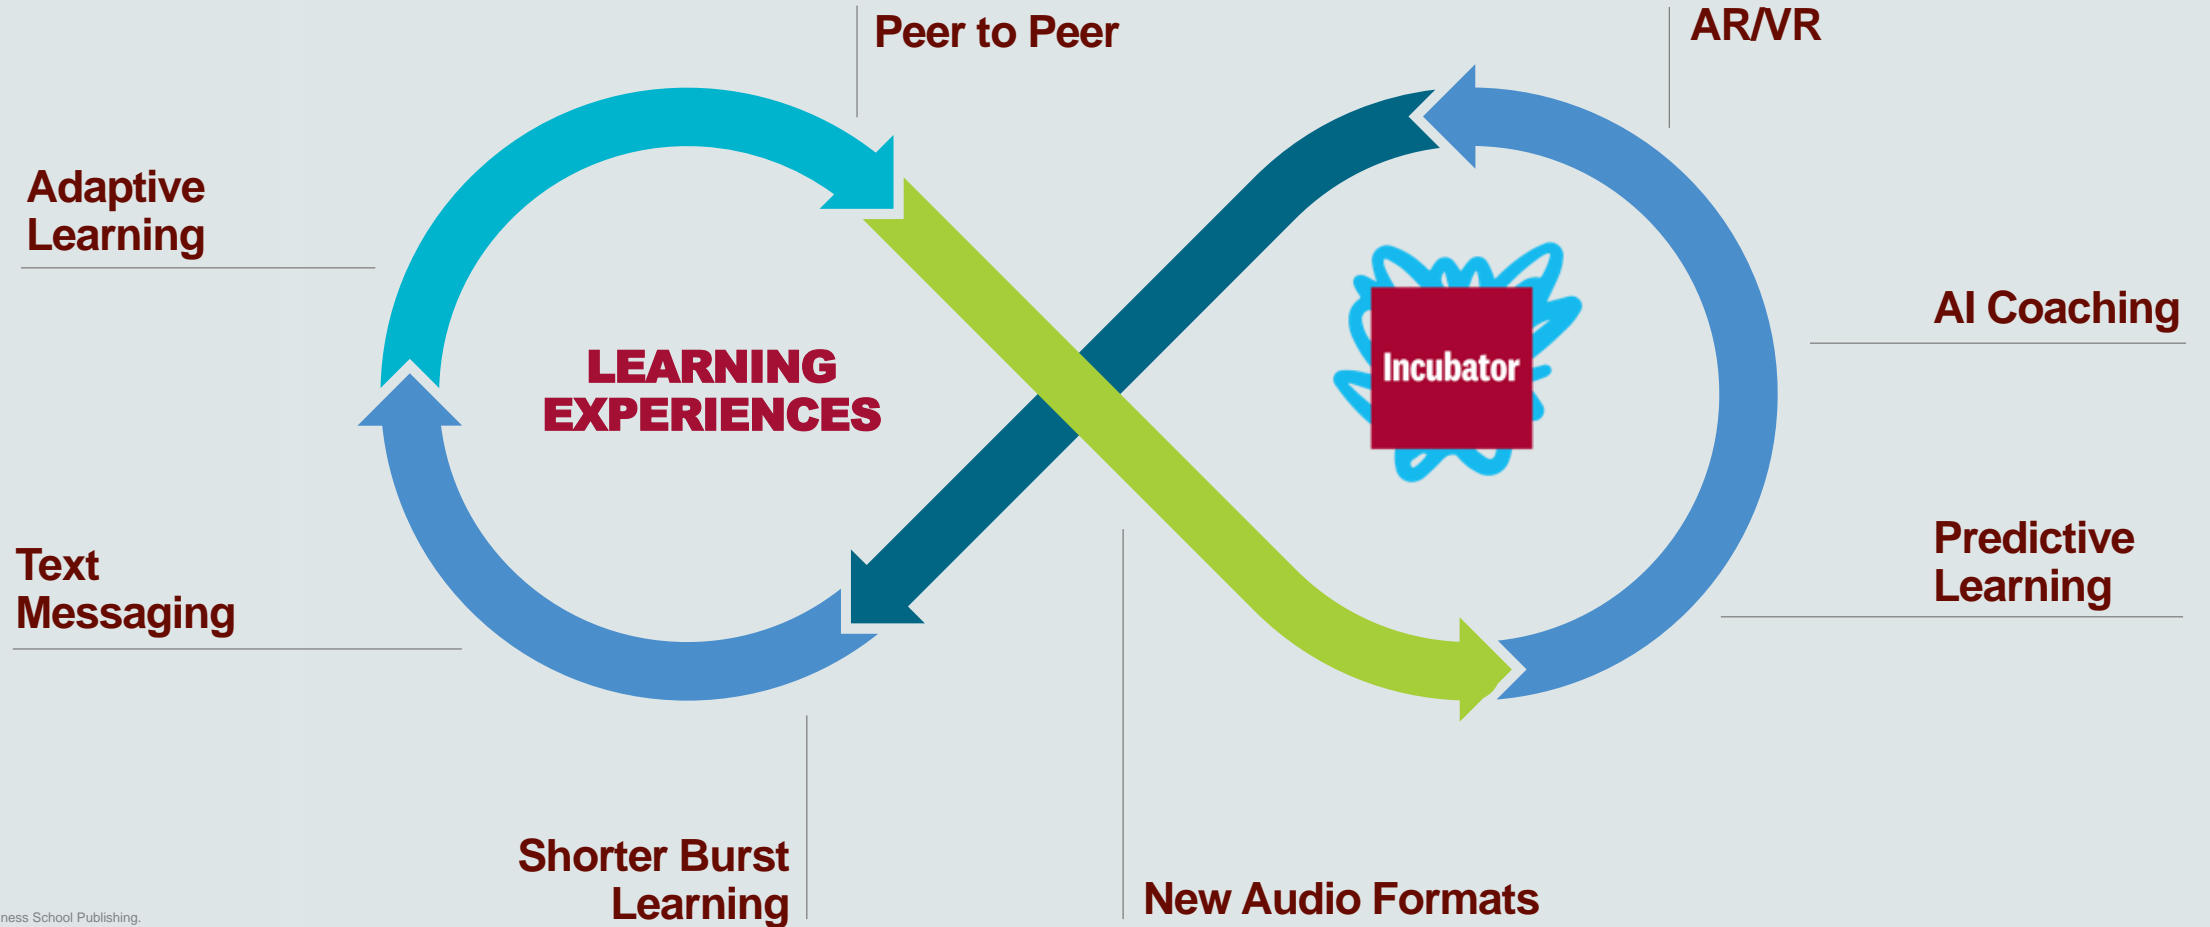 Peer to Peer
AR/VR
Adaptive
Learning
AI Coaching
LEARNING
EXPERIENCES
Incubator
Text
Messaging
Predictive
Learning
Shorter Burst
Learning
New Audio Formats
ness School Publishing.